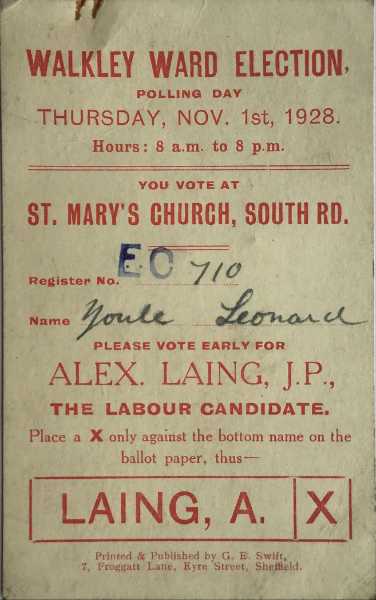 WALKLEY WARD ELECTION,
POLLING DAY
THURSDAY, NOV. 1st, 1928.
Hours: 8 a.m. to 8 p.m.
YOU VOTE AT
ST. MARY'S CHURCH, SOUTH RD.
Register No. EC 710
Name Youle Leonard
PLEASE VOTE EARLY FOR
ALEX. LAING, J.P.,
THE LABOUR CANDIDATE.
Place a X only against the bottom name on the
ballot paper, thus—
LAING, A. X
Printed & Published by G. E. Swift,
7, Froggatt Lane, Eyre Street, Sheffield.